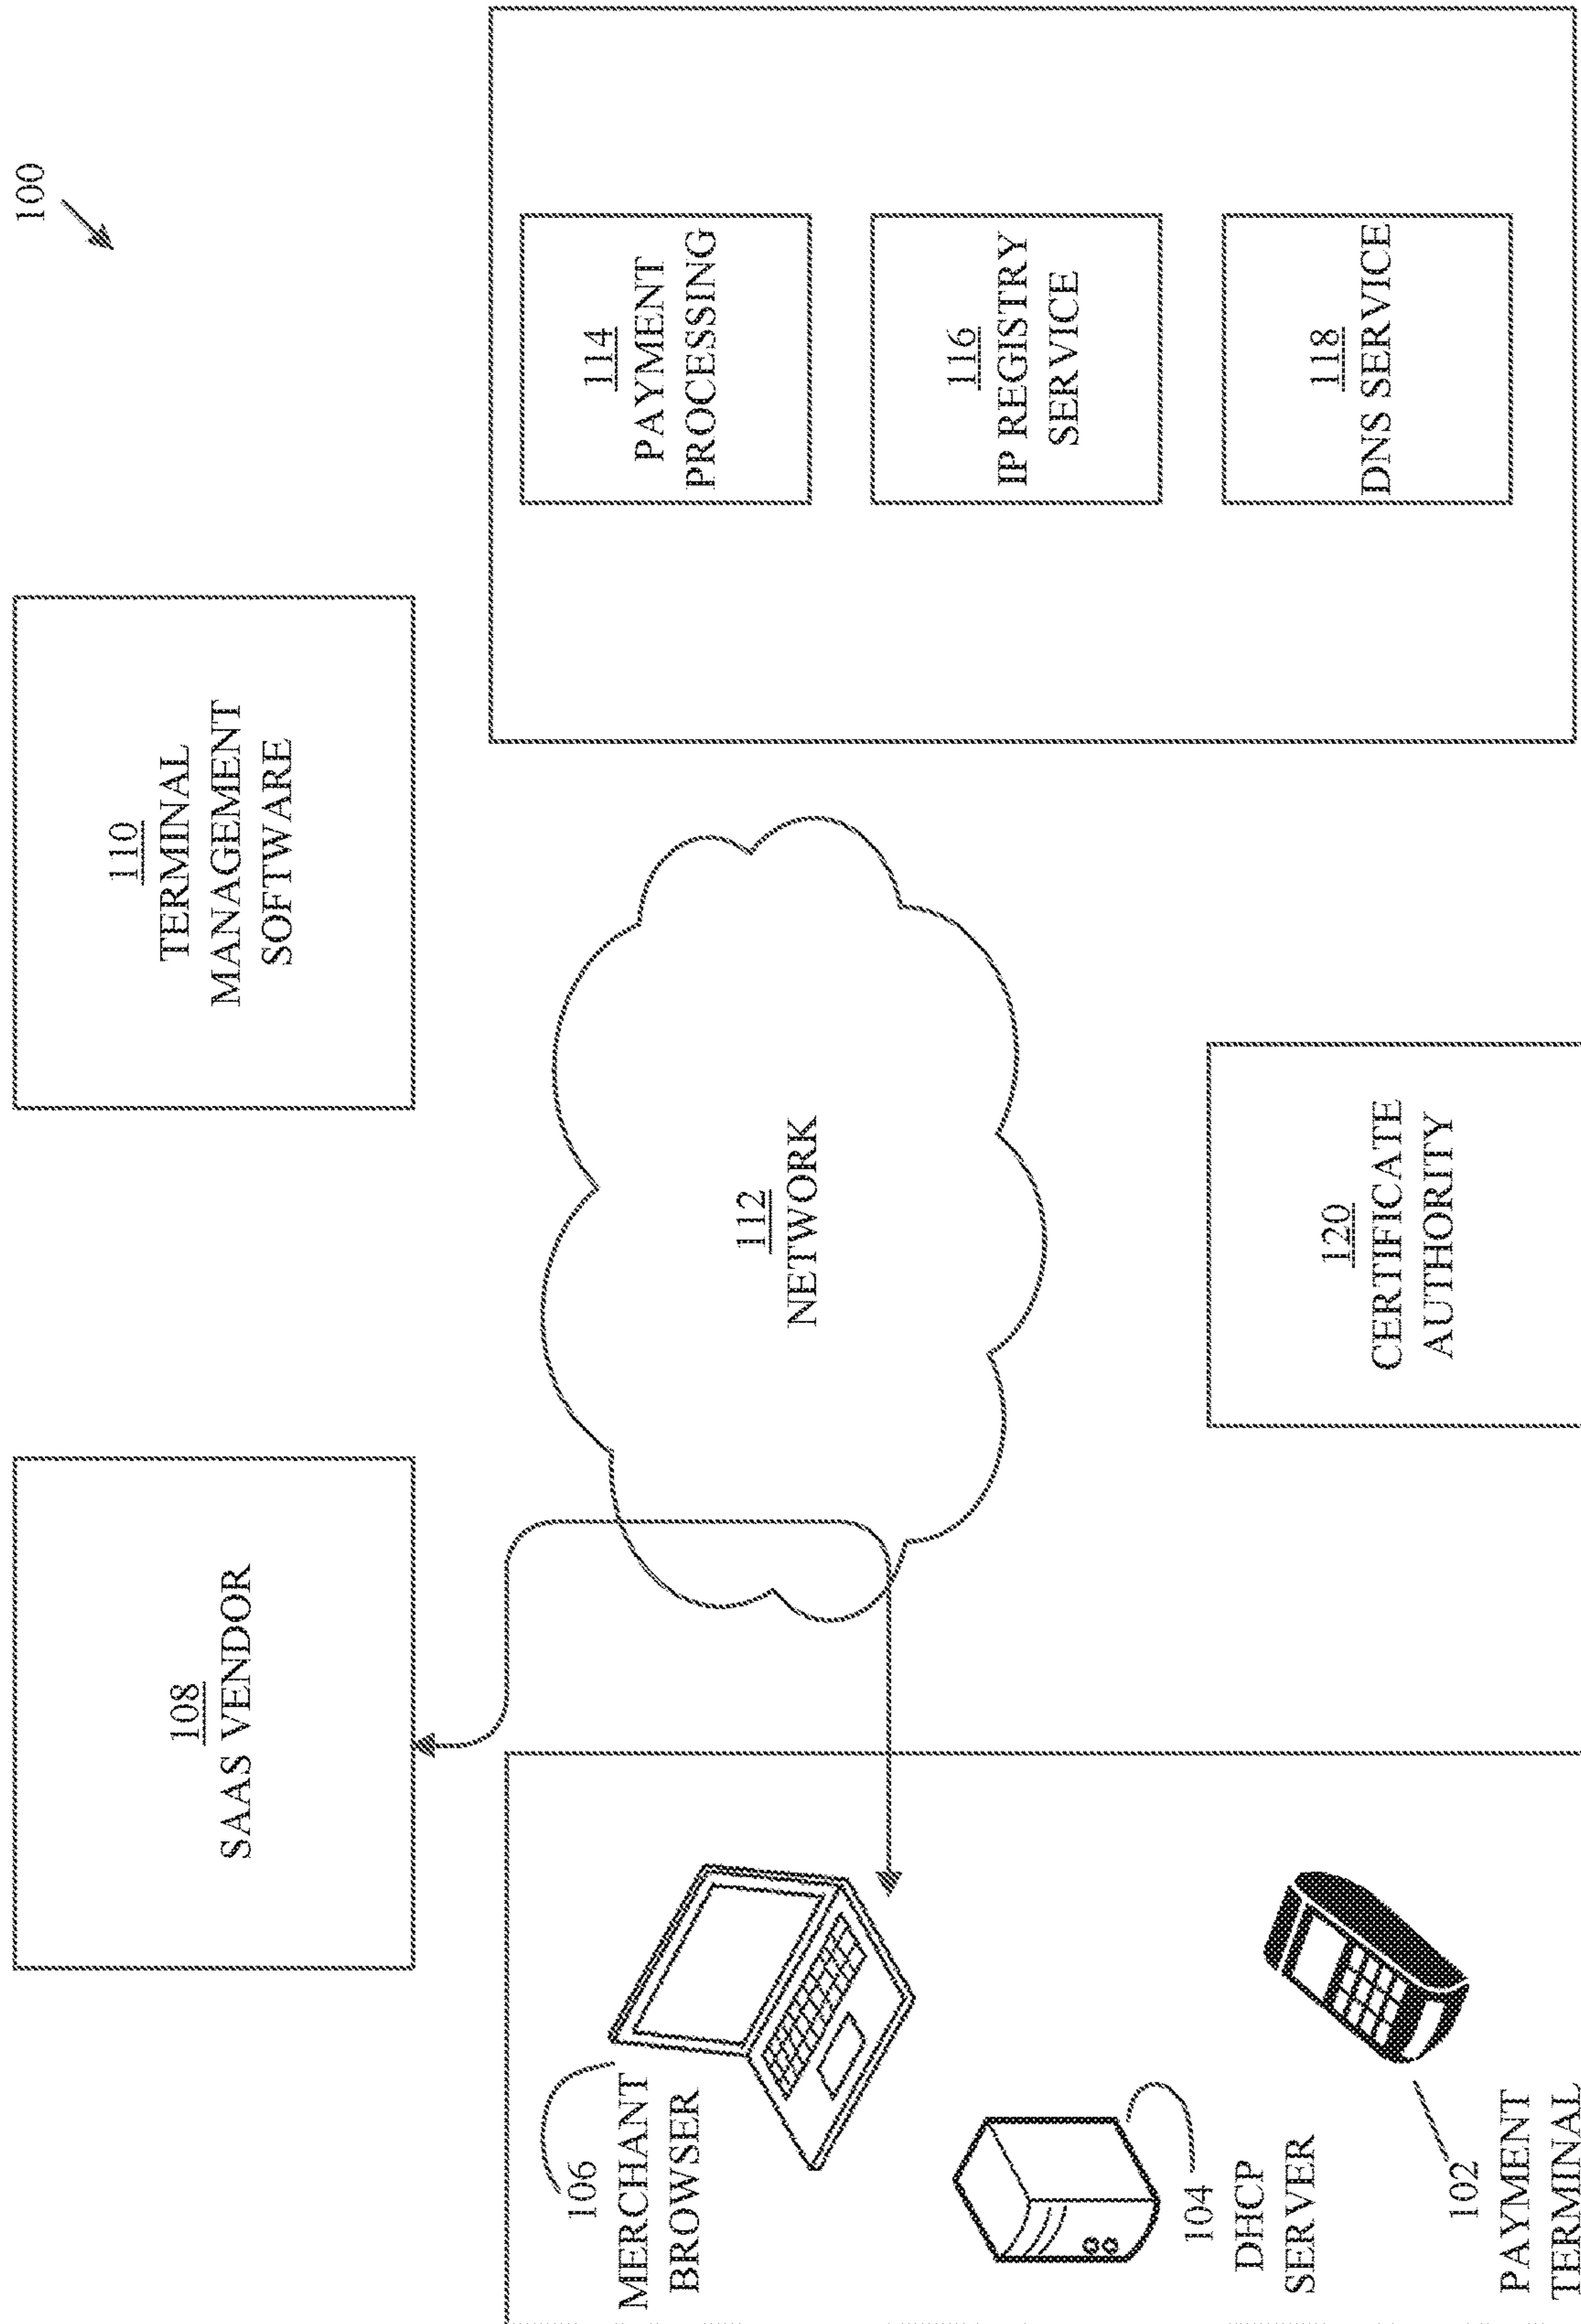 100
108
SAAS VENDOR
110
TERMINAL
MANAGEMENT
SOFTWARE
106
MERCHANT
BROWSER
104
DHCP
SERVER
102
PAYMENT
TERMINAL
112
NETWORK
120
CERTIFICATE
AUTHORITY
114
PAYMENT
PROCESSING
116
IP REGISTRY
SERVICE
118
DNS SERVICE